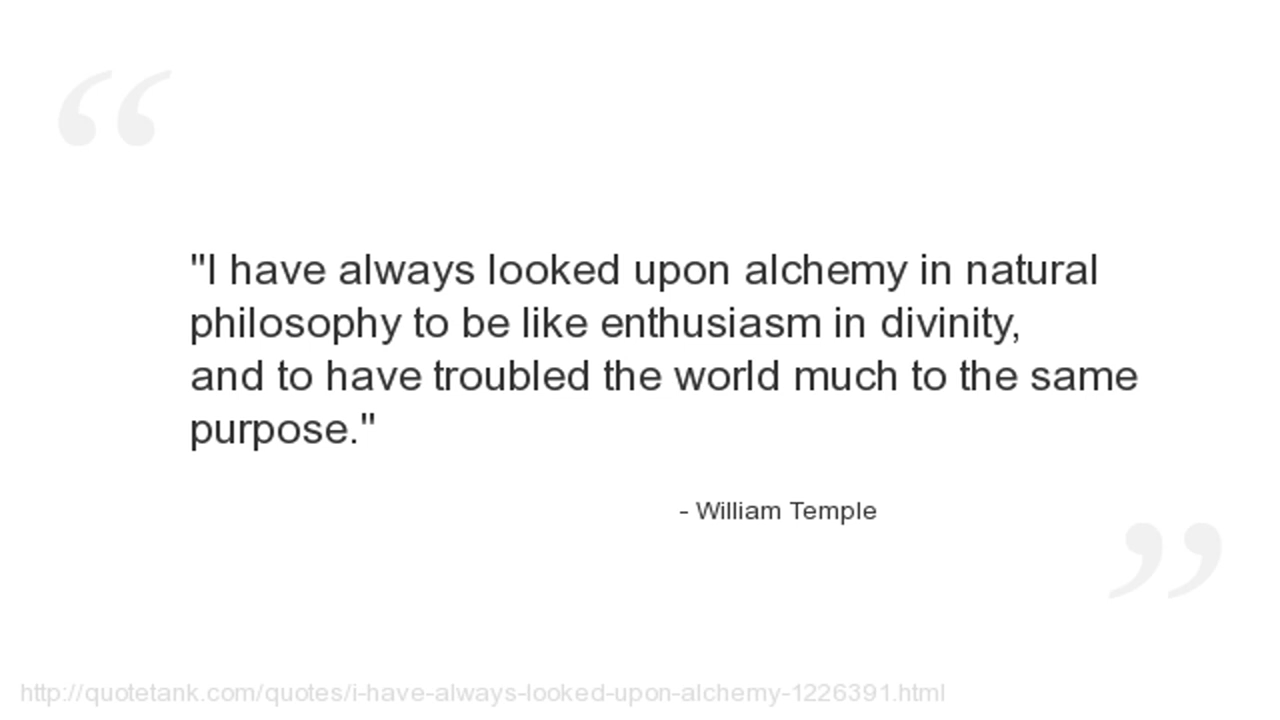 "I have always looked upon alchemy in natural
philosophy to be like enthusiasm in divinity,
and to have troubled the world much to the same
purpose."
- William Temple
http://quotetank.com/quotes/i-have-always-looked-upon-alchemy-1226391.html